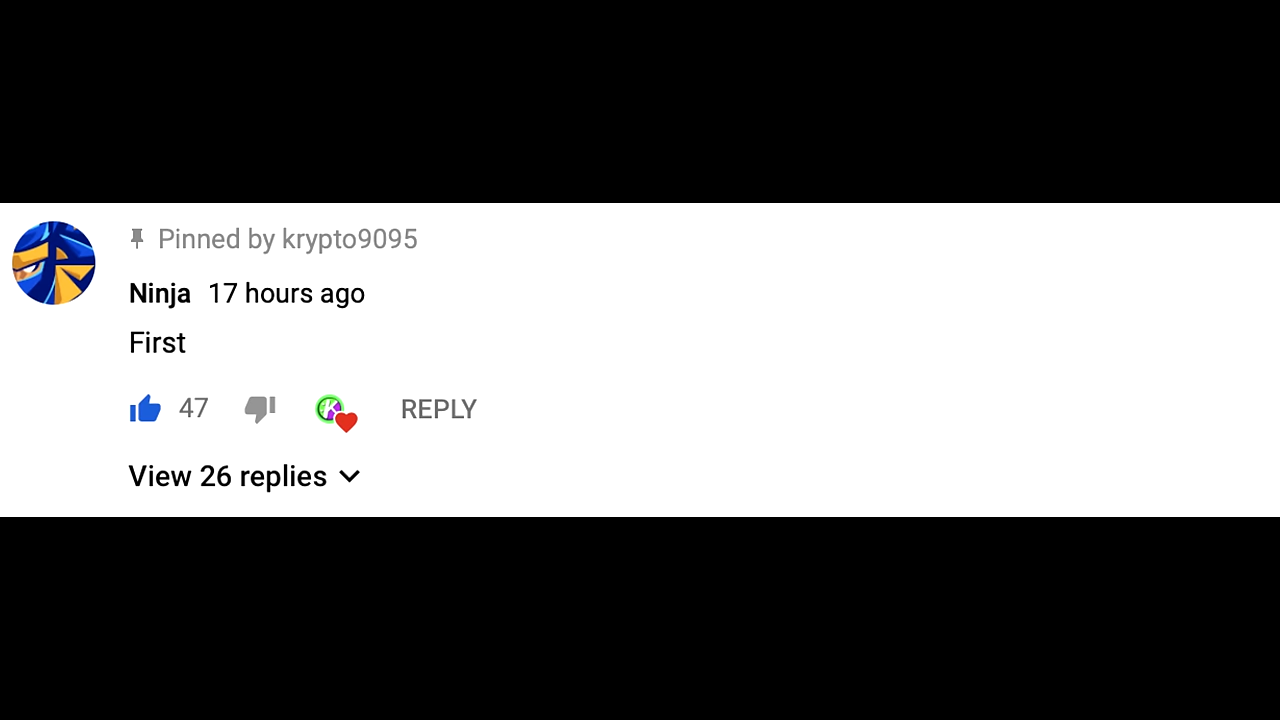 Pinned by krypto9095
Ninja 17 hours ago
First
47 REPLY
View 26 replies